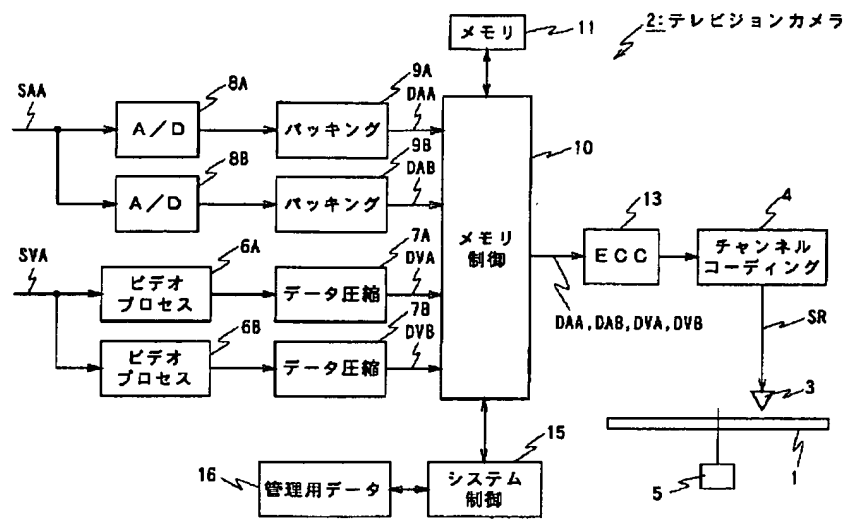 メモリ
11
2:テレビジョンカメラ
SAA
8A
A/D
9A
パッキング
DAA
8B
A/D
9B
パッキング
DAB
10
メモリ
制御
13
ECC
4
チャンネル
コーディング
SVA
6A
ビデオ
プロセス
7A
データ圧縮
DVA
6B
ビデオ
プロセス
7B
データ圧縮
DVB
DAA,DAB,DVA,DVB
SR
3
1
5
15
システム
制御
16
管理用データ